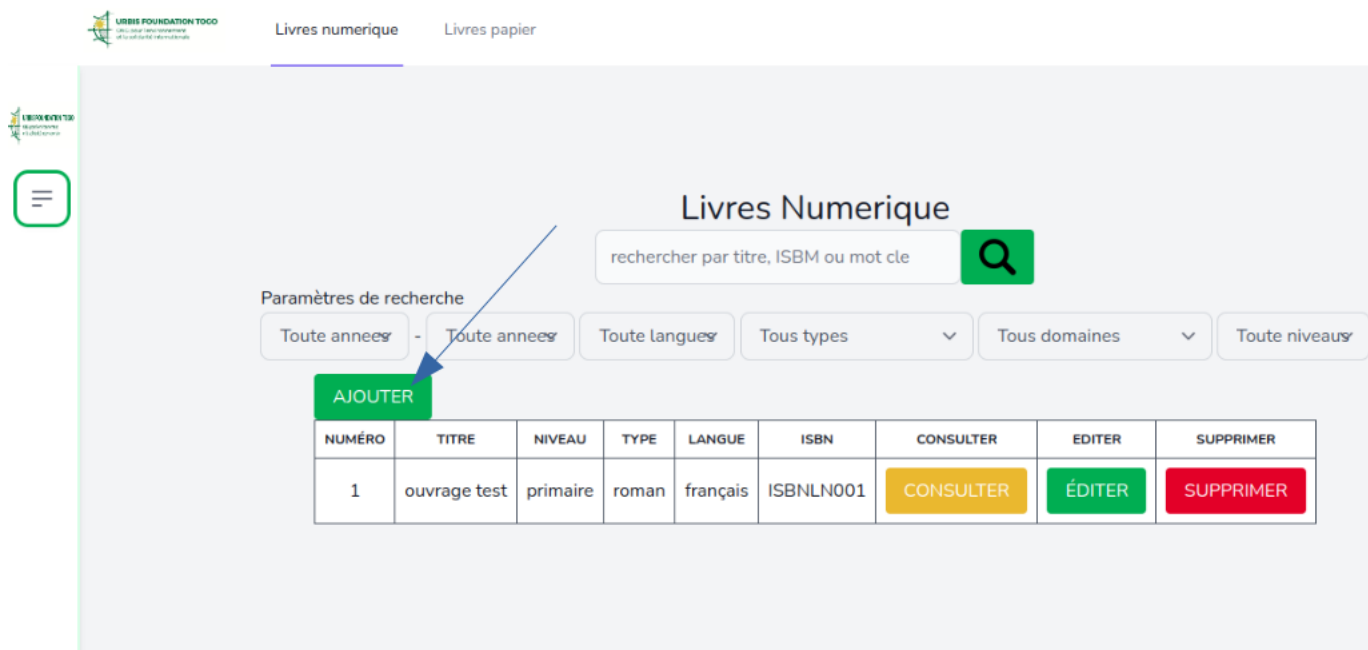 URBIS FOUNDATION TOGO
Livres numerique
Livres papier
Livres Numerique
rechercher par titre, ISBM ou mot cle
Paramètres de recherche
Toute annees - Toute annees Toute langues Tous types Tous domaines Toute niveaux
AJOUTER
NUMÉRO TITRE NIVEAU TYPE LANGUE ISBN CONSULTER EDITER SUPPRIMER
1 ouvrage test primaire roman français ISBNLN001 CONSULTER ÉDITER SUPPRIMER